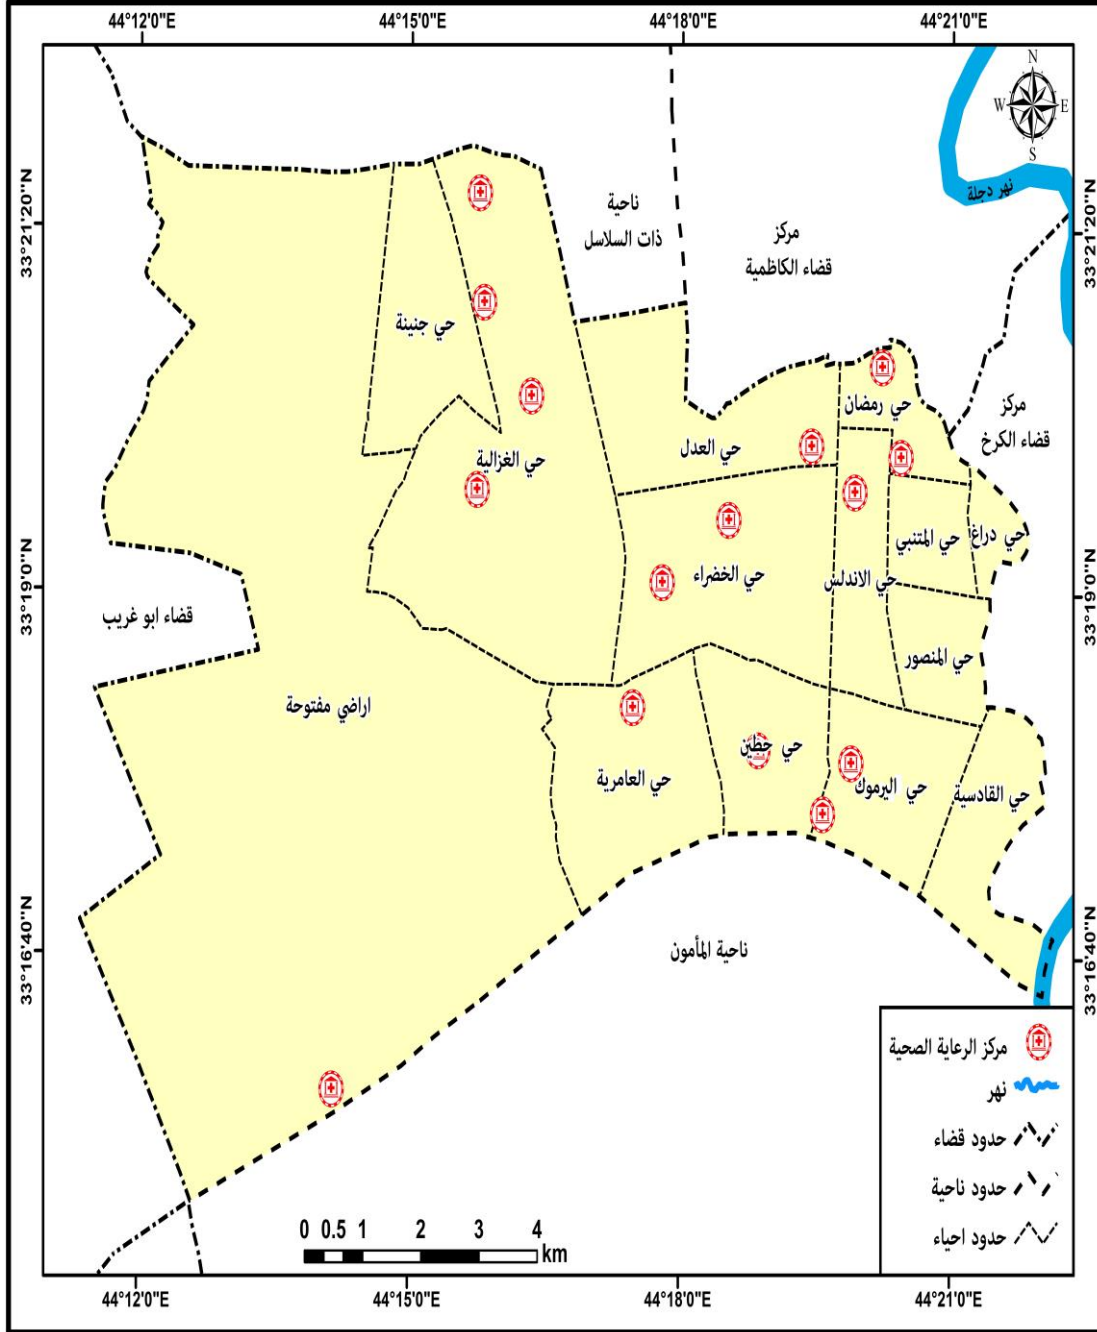 44°12'0"E
44°15'0"E
44°18'0"E
44°21'0"E
N
W
E
S
نهر دجلة
33°21'20"N
33°21'20"N
ناحية
ذات السلاسل
مركز
قضاء الكاظمية
حي جنينة
حي رمضان
مركز
قضاء الكرخ
حي العدل
حي الغزالية
حي المتنبي
حي دراغ
حي الخضراء
حي الاندلس
33°19'0"N
33°19'0"N
قضاء ابو غريب
حي المنصور
اراضي مفتوحة
حي حطين
حي العامرية
حي اليرموك
حي القادسية
ناحية المأمون
33°16'40"N
33°16'40"N
مركز الرعاية الصحية
نهر
حدود قضاء
حدود ناحية
حدود احياء
0 0.5 1 2 3 4
km
44°12'0"E
44°15'0"E
44°18'0"E
44°21'0"E